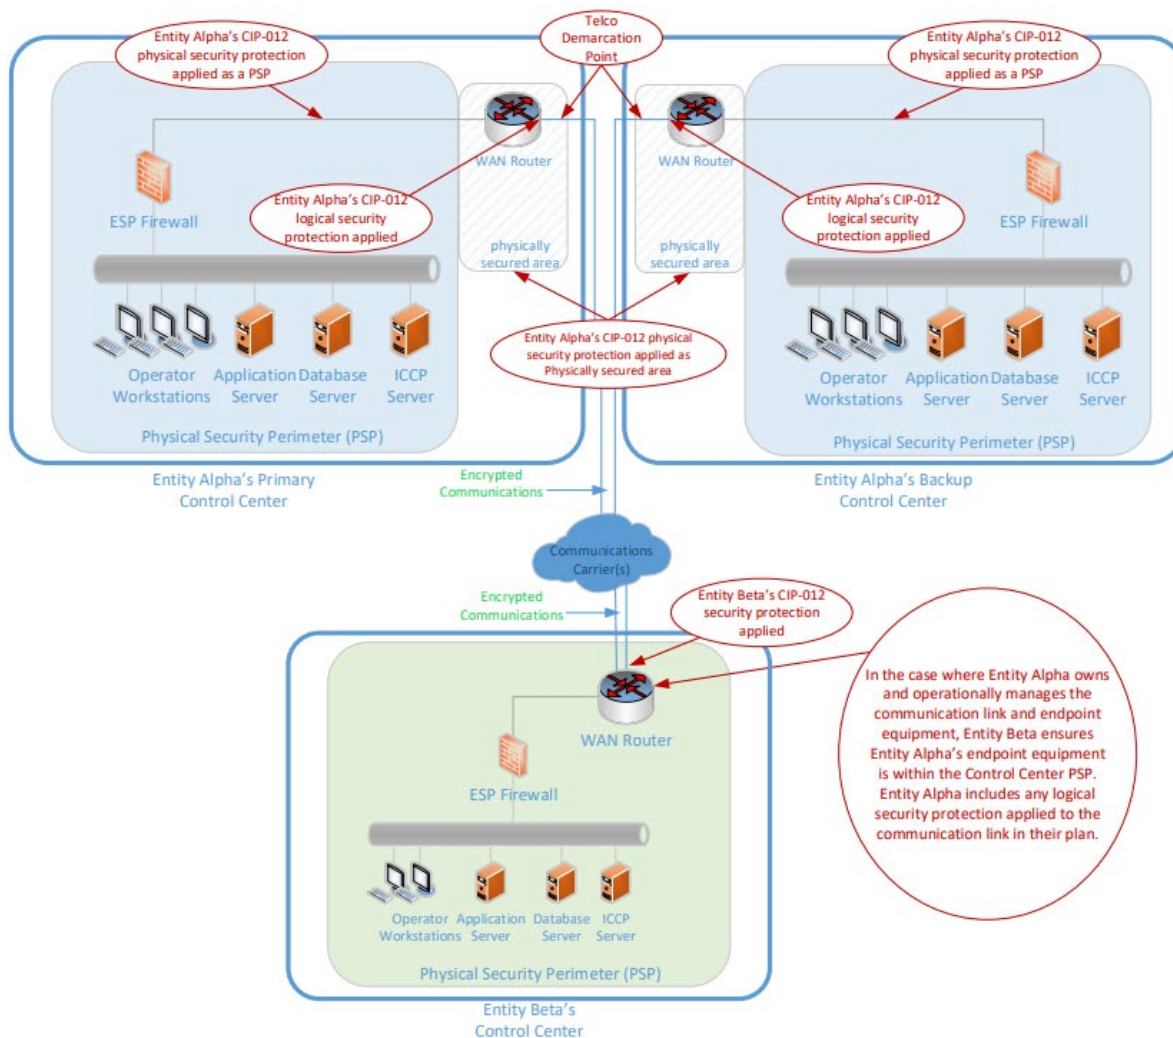 Entity Alpha's CIP-012
physical security protection
applied as a PSP
Telco
Demarcation
Point
Entity Alpha's CIP-012
physical security protection
applied as a PSP
WAN Router
WAN Router
ESP Firewall
Entity Alpha's CIP-012
logical security
protection applied
physically
secured area
physically
secured area
Entity Alpha's CIP-012
logical security
protection applied
ESP Firewall
Entity Alpha's CIP-012 physical
security protection applied as
Physically secured area
Operator
Workstations
Application
Server
Database
Server
ICCP
Server
Physical Security Perimeter (PSP)
Operator
Workstations
Application
Server
Database
Server
ICCP
Server
Physical Security Perimeter (PSP)
Entity Alpha's Primary
Control Center
Encrypted
Communications
Entity Alpha's Backup
Control Center
Communications
Carrier(s)
Encrypted
Communications
Entity Beta's CIP-012
security protection
applied
In the case where Entity Alpha owns
and operationally manages the
communication link and endpoint
equipment, Entity Beta ensures
Entity Alpha's endpoint equipment
is within the Control Center PSP.
Entity Alpha includes any logical
security protection applied to the
communication link in their plan.
WAN Router
ESP Firewall
Operator
Workstations
Application
Server
Database
Server
ICCP
Server
Physical Security Perimeter (PSP)
Entity Beta's
Control Center